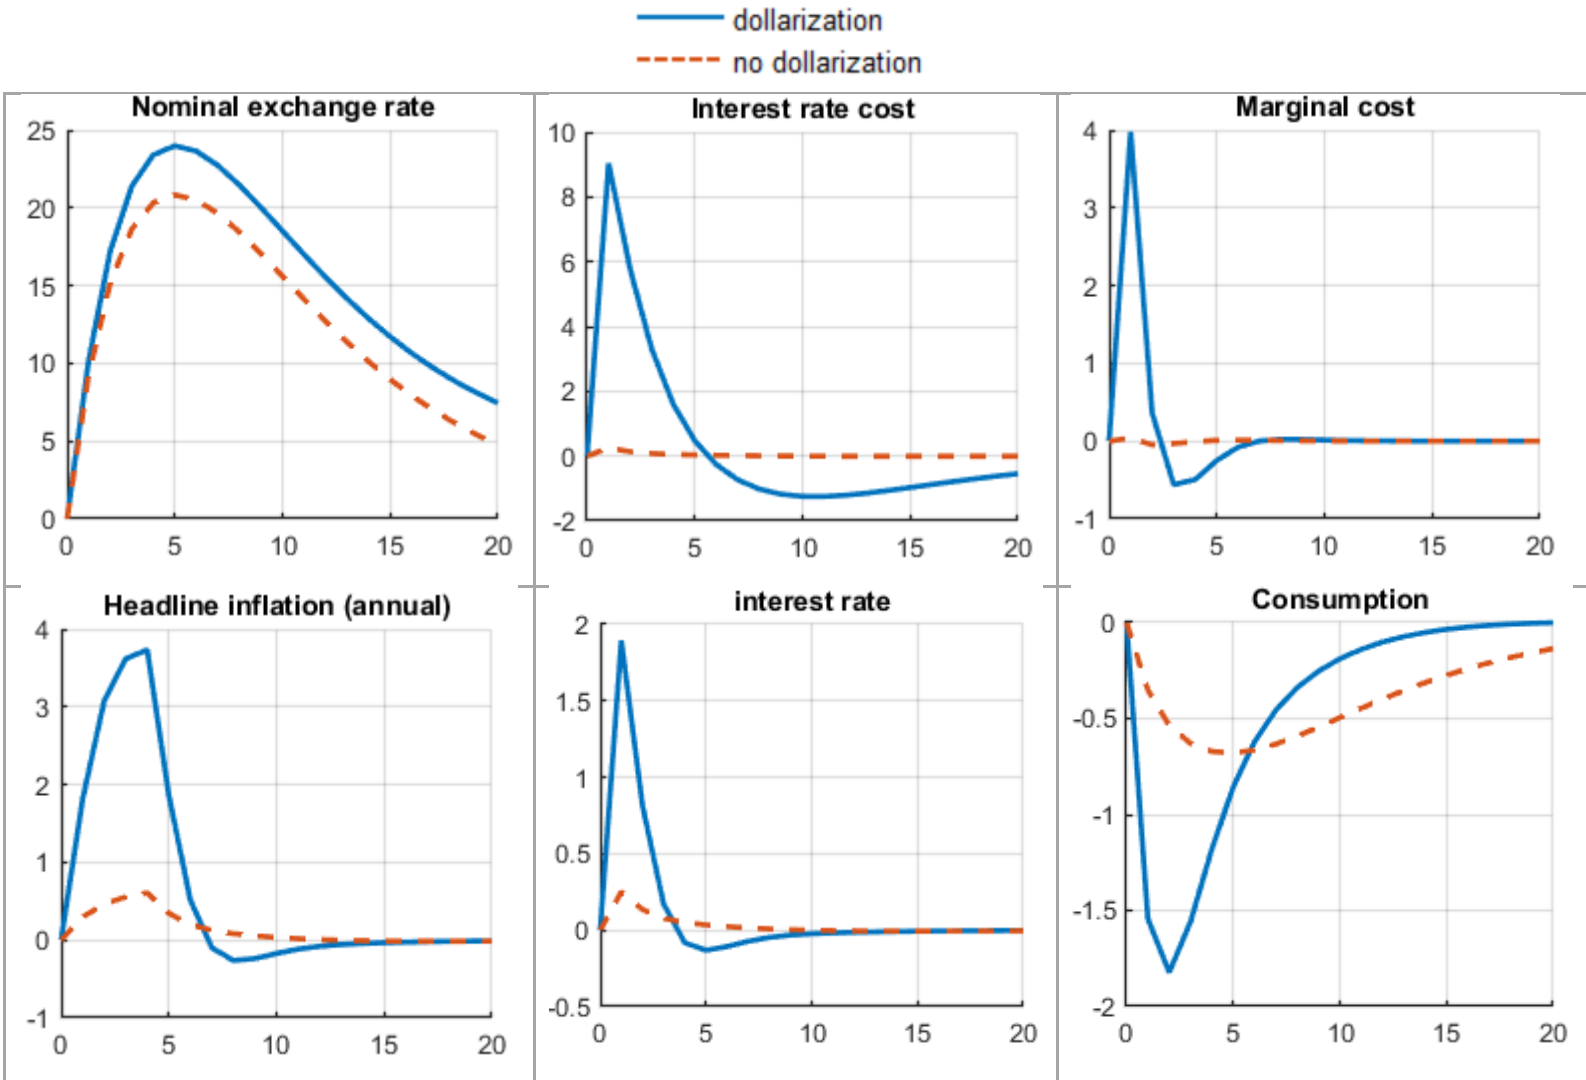 dollarization
no dollarization
Nominal exchange rate
25
20
15
10
5
0
0 5 10 15 20
Interest rate cost
10
8
6
4
2
0
-2
0 5 10 15 20
Marginal cost
4
3
2
1
0
-1
0 5 10 15 20
Headline inflation (annual)
4
3
2
1
0
-1
0 5 10 15 20
interest rate
2
1.5
1
0.5
0
-0.5
0 5 10 15 20
Consumption
0
-0.5
-1
-1.5
-2
0 5 10 15 20